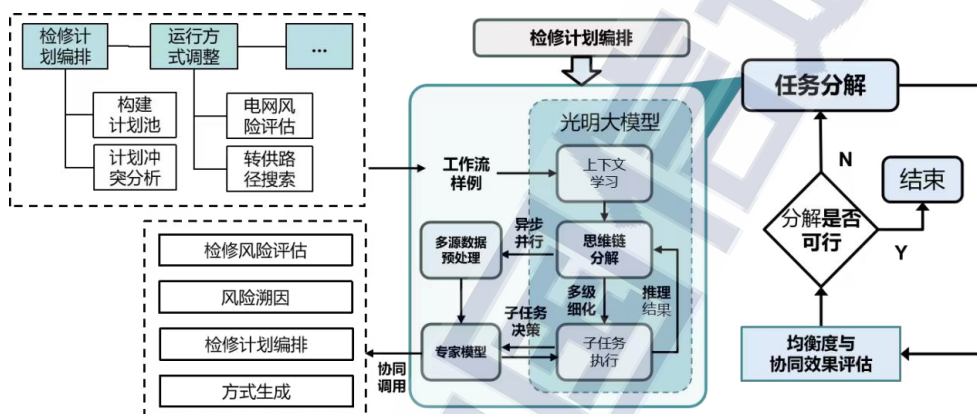 检修计
划编排
运行方
式调整
...
构建
计划池
计划冲
突分析
电网风
险评估
转供路
径搜索
检修风险评估
风险溯因
检修计划编排
方式生成
检修计划编排
光明大模型
工作流
样例
上下文
学习
多源数据
预处理
异步
并行
思维链
分解
多级
细化
推理
结果
子任务
决策
专家模型
子任务
执行
协同
调用
任务分解
N
结束
分解是否
可行
Y
均衡度与
协同效果评估